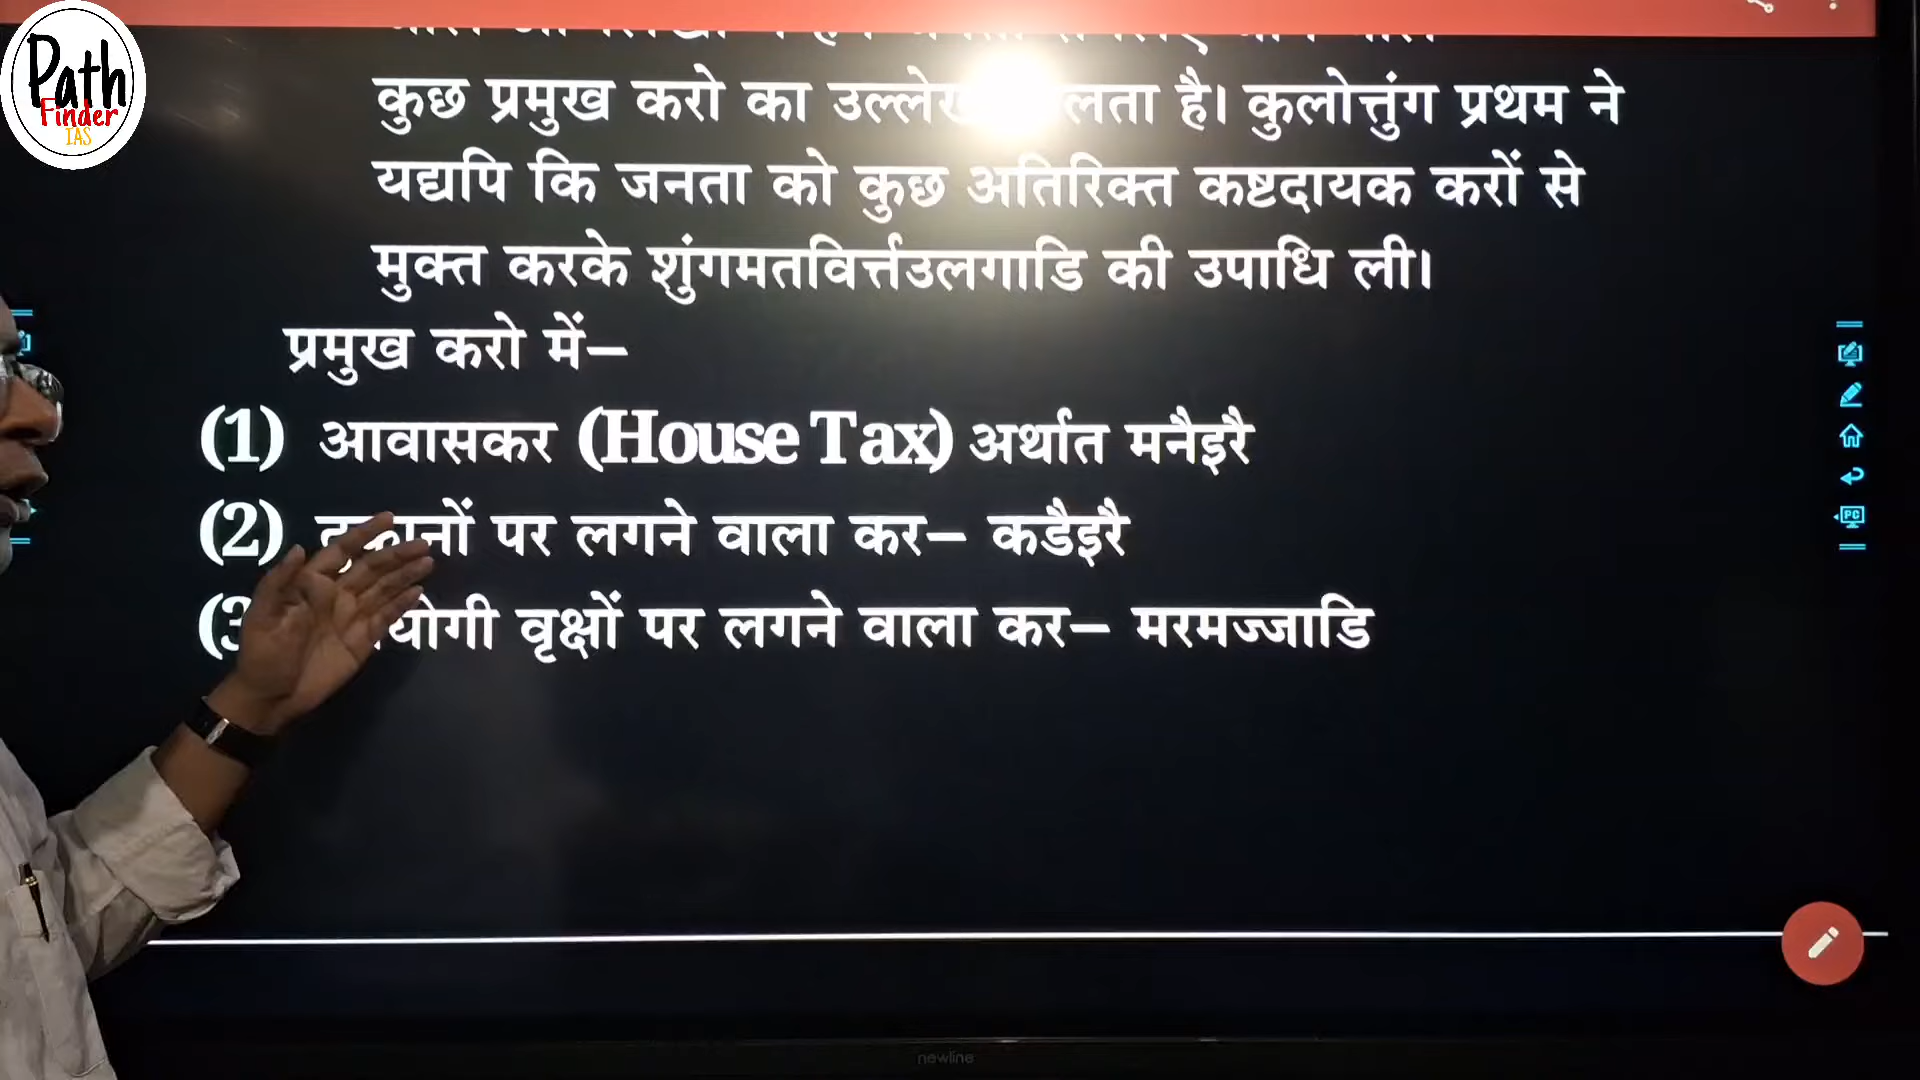 Path
Finder
IAS
कुछ प्रमुख करो का उल्लेख है। कुलोत्तुंग प्रथम ने
यद्यपि कि जनता को कुछ अतिरिक्त कष्टदायक करों से
मुक्त करके शुंगमतविर्त्तउलगाडि की उपाधि ली।
प्रमुख करो में–
(1) आवासकर (House Tax) अर्थात मनैइरै
(2) पर लगने वाला कर– कडैइरै
(3 वृक्षों पर लगने वाला कर– मरमज्जाडि
PC
newline